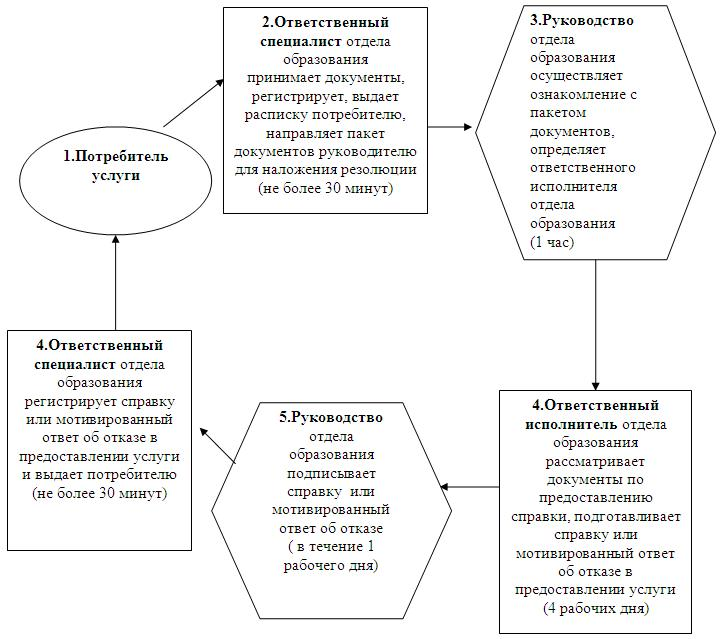 1.Потребитель
услуги
2.Ответственный
специалист отдела
образования
принимает документы,
регистрирует, выдает
расписку потребителю,
направляет пакет
документов руководителю
для наложения резолюции
(не более 30 минут)
3.Руководство
отдела
образования
осуществляет
ознакомление с
пакетом
документов,
определяет
ответственного
исполнителя
отдела
образования
(1 час)
4.Ответственный
исполнитель отдела
образования
рассматривает
документы по
предоставлению
справки, подготавливает
справку или
мотивированный ответ
об отказе в
предоставлении услуги
(4 рабочих дня)
5.Руководство
отдела
образования
подписывает
справку или
мотивированный
ответ об отказе
( в течение 1
рабочего дня)
4.Ответственный
специалист отдела
образования
регистрирует справку
или мотивированный
ответ об отказе в
предоставлении услуги
и выдает потребителю
(не более 30 минут)